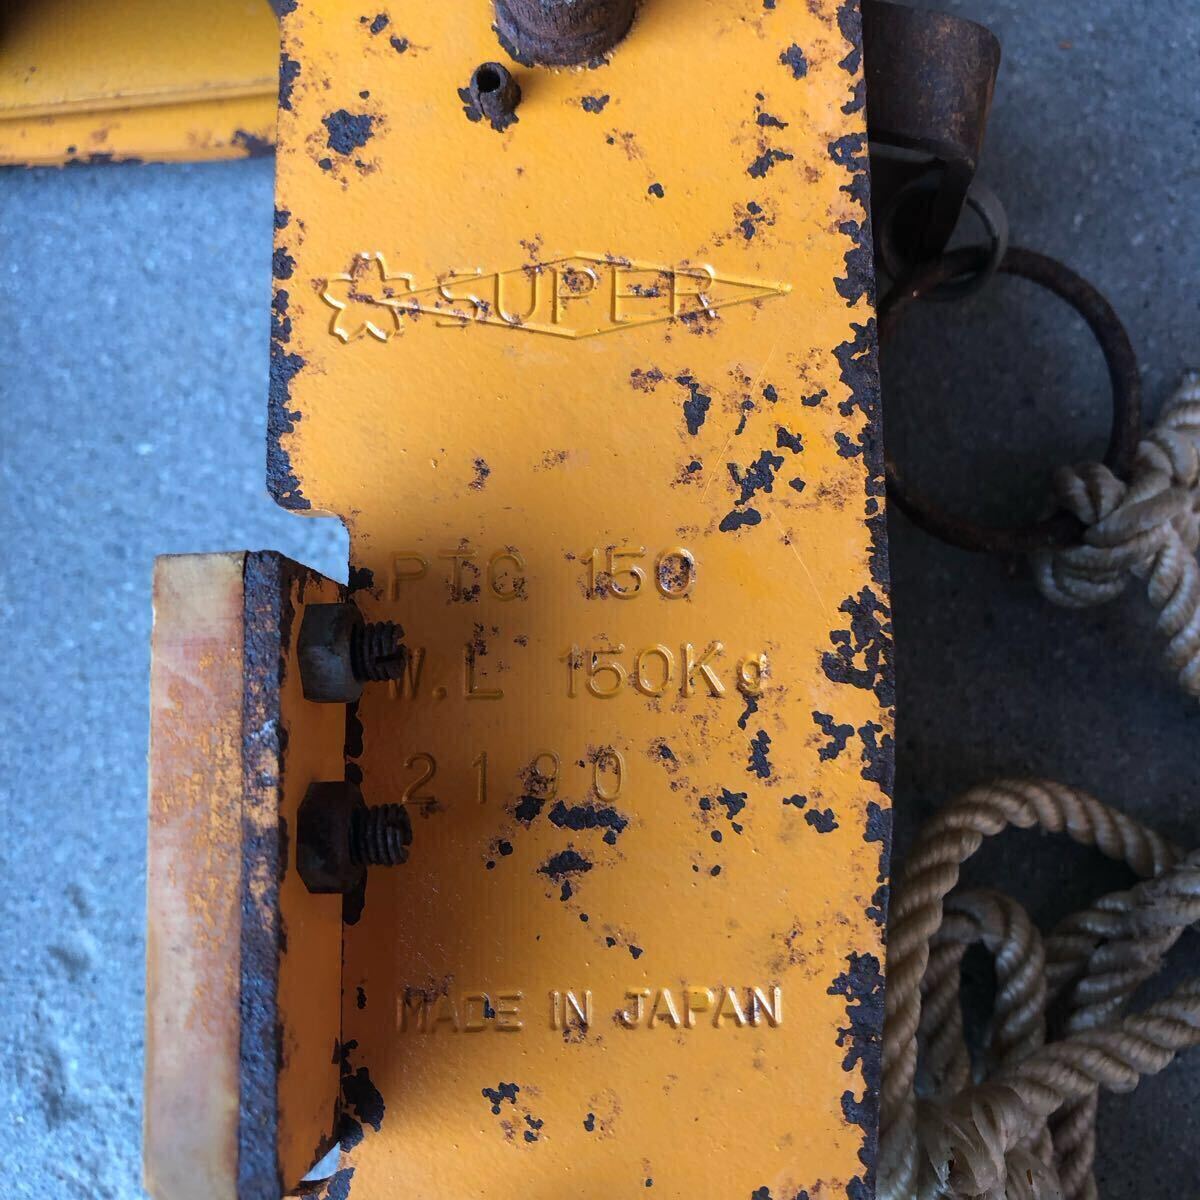 SUPER
PTC 150
W.L 150Kg
2190
MADE IN JAPAN